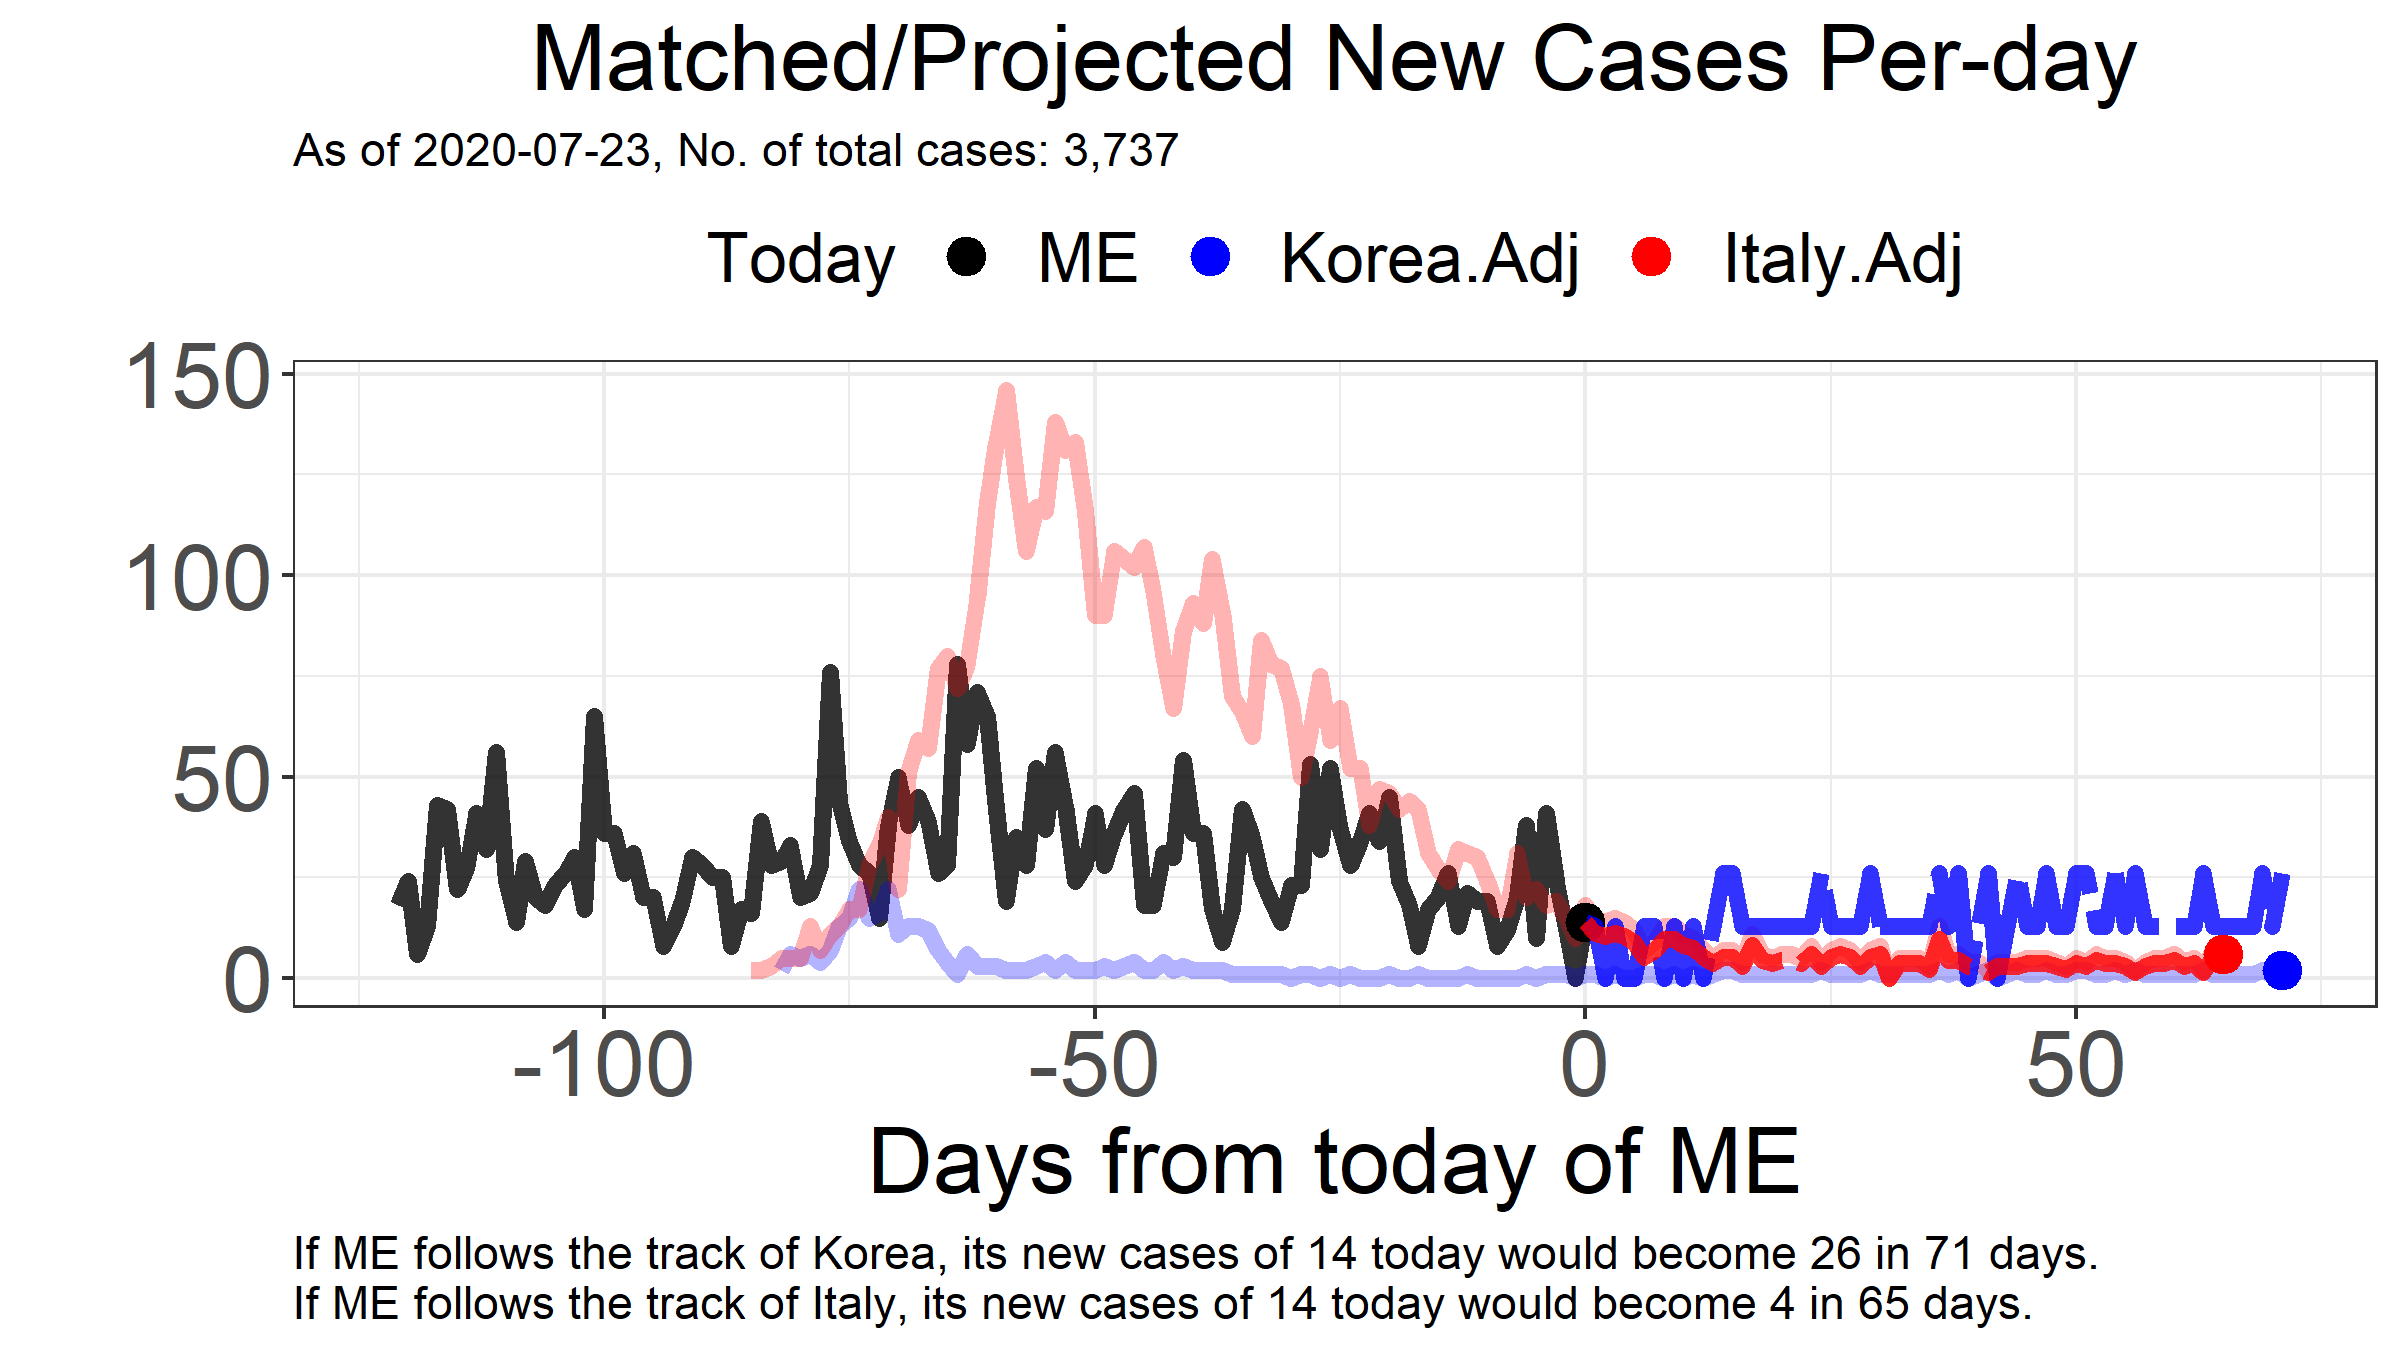 Matched/Projected New Cases Per-day
As of 2020-07-23, No. of total cases: 3,737
Today ME Korea.Adj Italy.Adj
150
100
50
0
-100 -50 0 50
Days from today of ME
If ME follows the track of Korea, its new cases of 14 today would become 26 in 71 days.
If ME follows the track of Italy, its new cases of 14 today would become 4 in 65 days.